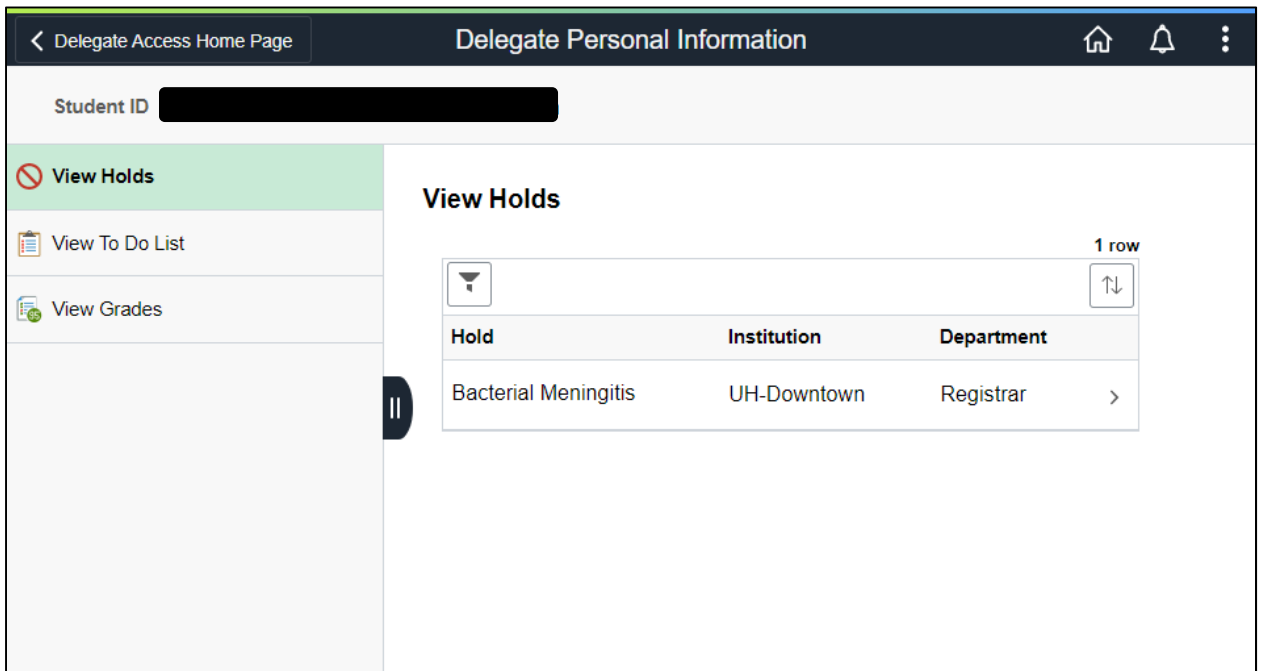 Delegate Access Home Page
Delegate Personal Information
Student ID
View Holds
View To Do List
95
View Grades
View Holds
1 row
Hold Institution Department
Bacterial Meningitis UH-Downtown Registrar